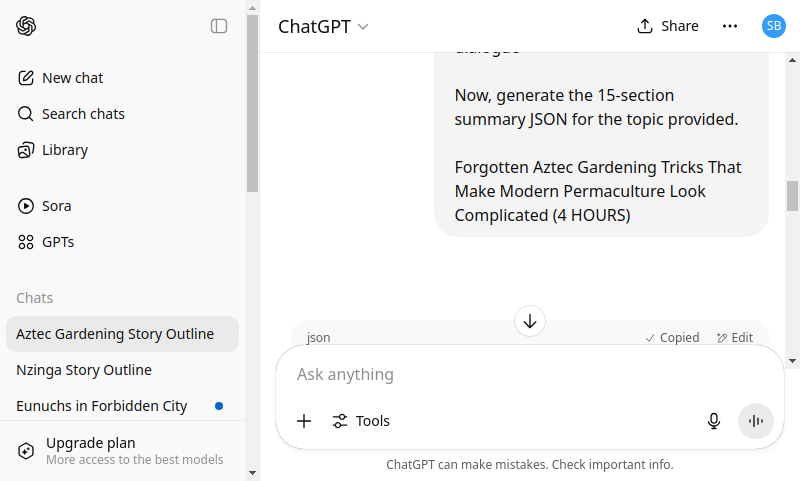 New chat
Search chats
Library
Sora
GPTs
Chats
Aztec Gardening Story Outline
Nzinga Story Outline
Eunuchs in Forbidden City
Upgrade plan
More access to the best models
ChatGPT
Share
SB
Now, generate the 15-section
summary JSON for the topic provided.
Forgotten Aztec Gardening Tricks That
Make Modern Permaculture Look
Complicated (4 HOURS)
json
Copied
Edit
Ask anything
Tools
ChatGPT can make mistakes. Check important info.